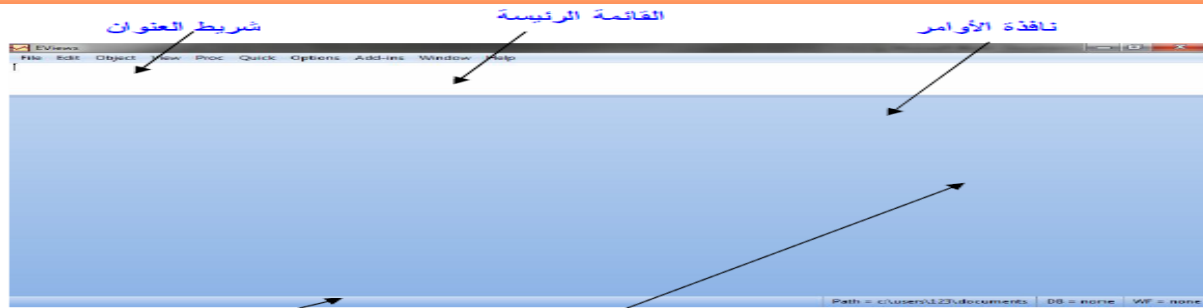 شريط العنوان
القائمة الرئيسة
نافذة الأوامر
EViews
File Edit Object View Proc Quick Options Add-ins Window Help
Path = c:\users\123\documents DB = none WF = none